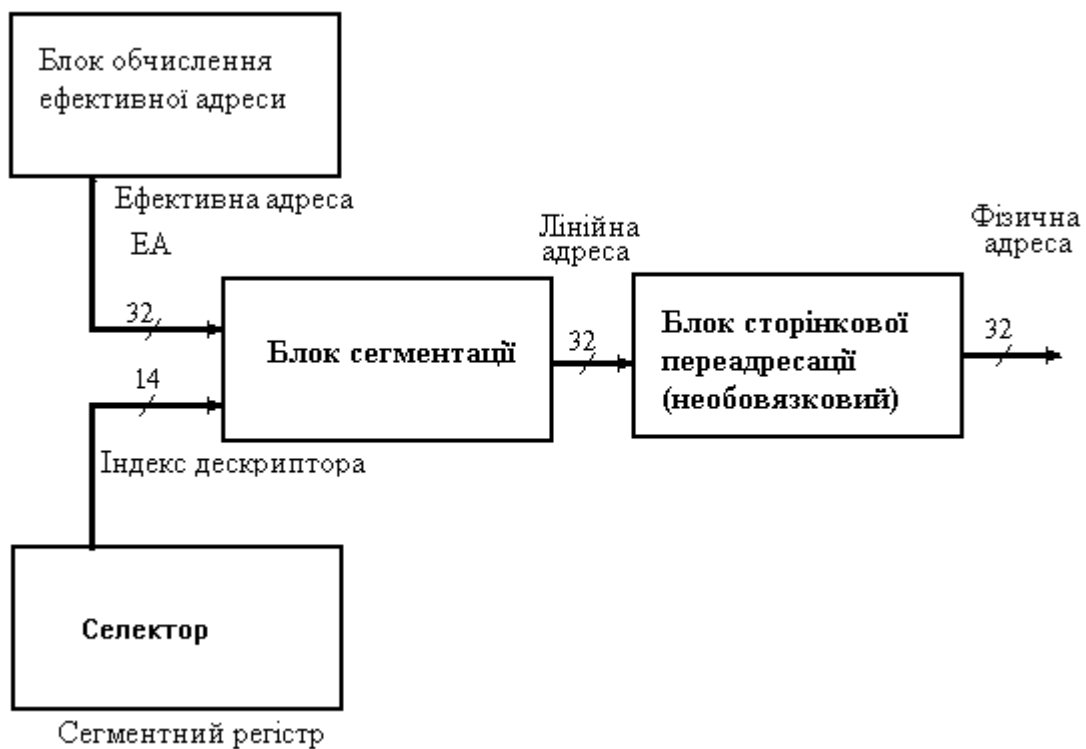 Блок обчислення
ефективної адреси
Ефективна адреса
ЕА
Лінійна
адреса
Фізична
адреса
32
Блок сегментації
32
Блок сторінкової
переадресації
(необовязковий)
32
14
Індекс дескриптора
Селектор
Сегментний регістр